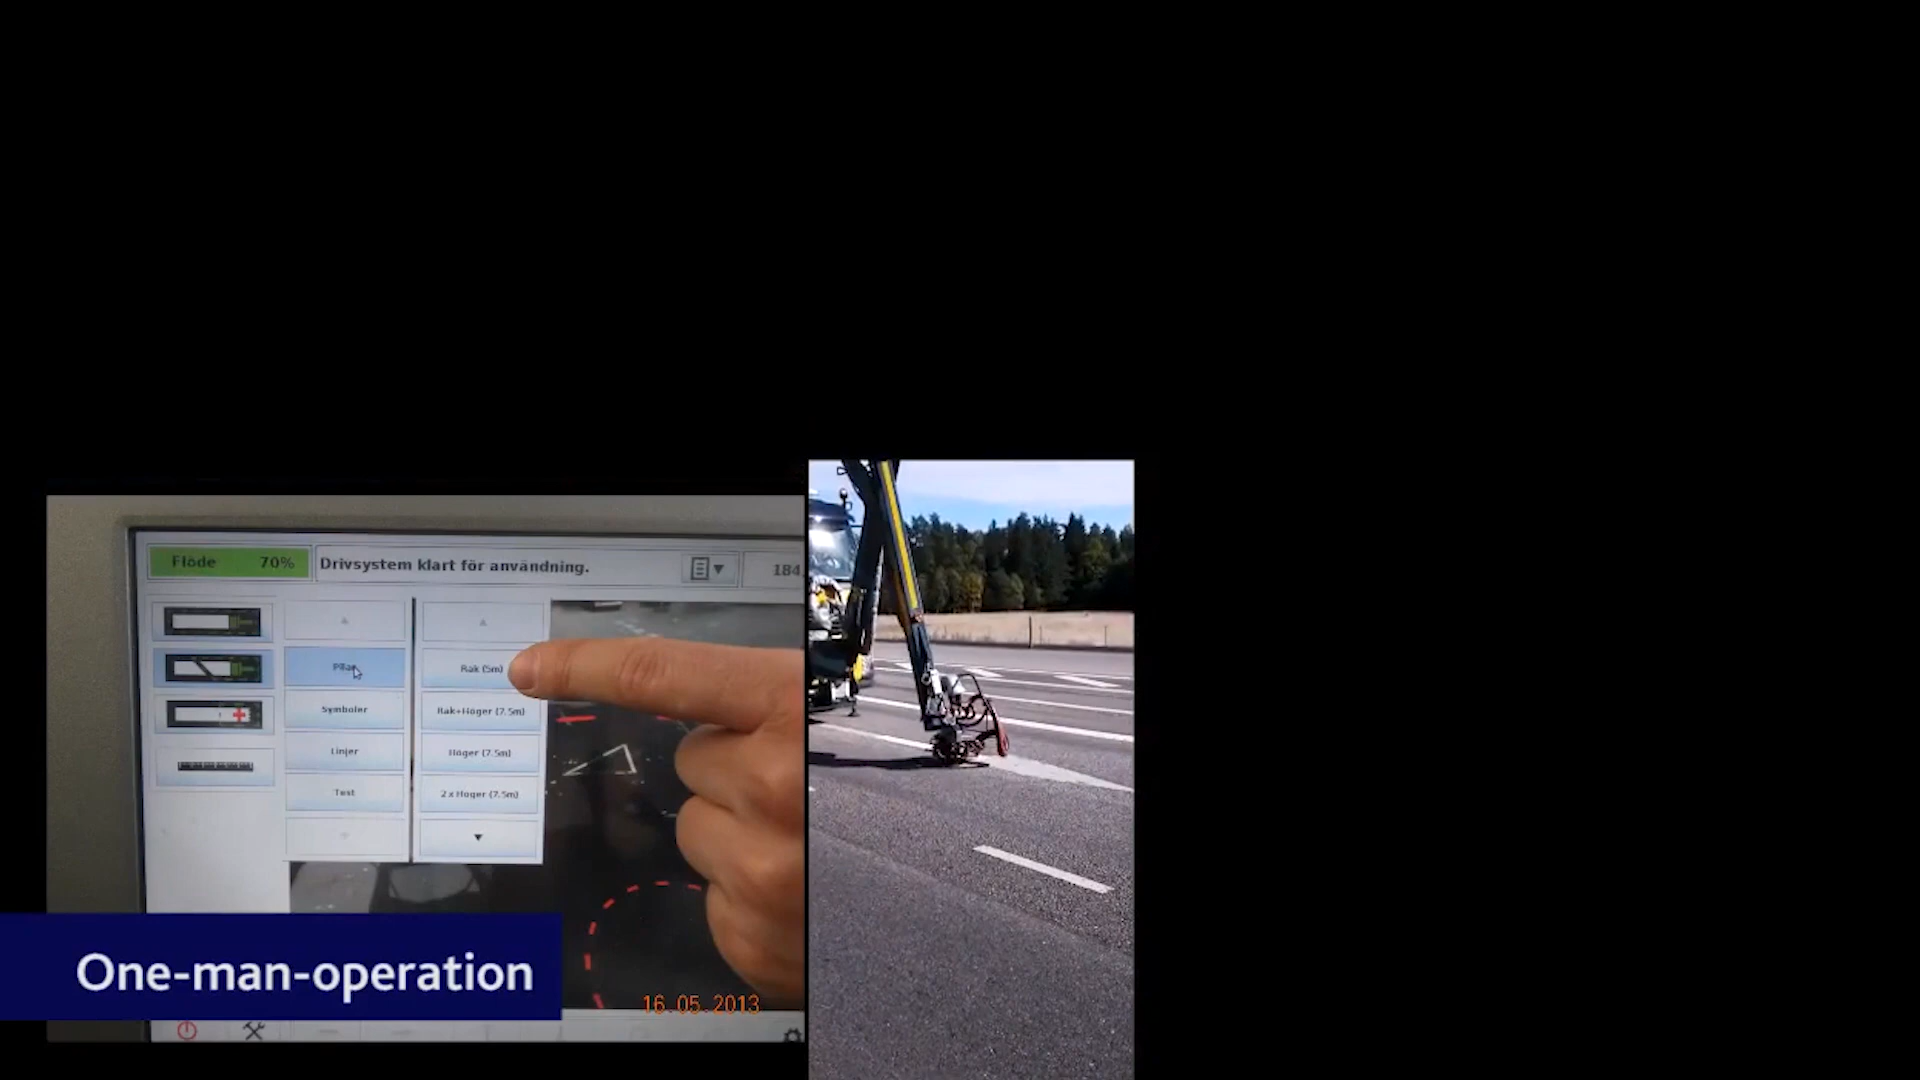 Flöde 70% Drivsystem klart för användning. 184
Pilar Rak (5m)
Symboler Rak+Höger (7.5m)
Linjer Höger (7.5m)
Test 2 x Höger (7.5m)
One-man-operation
16.05.2013